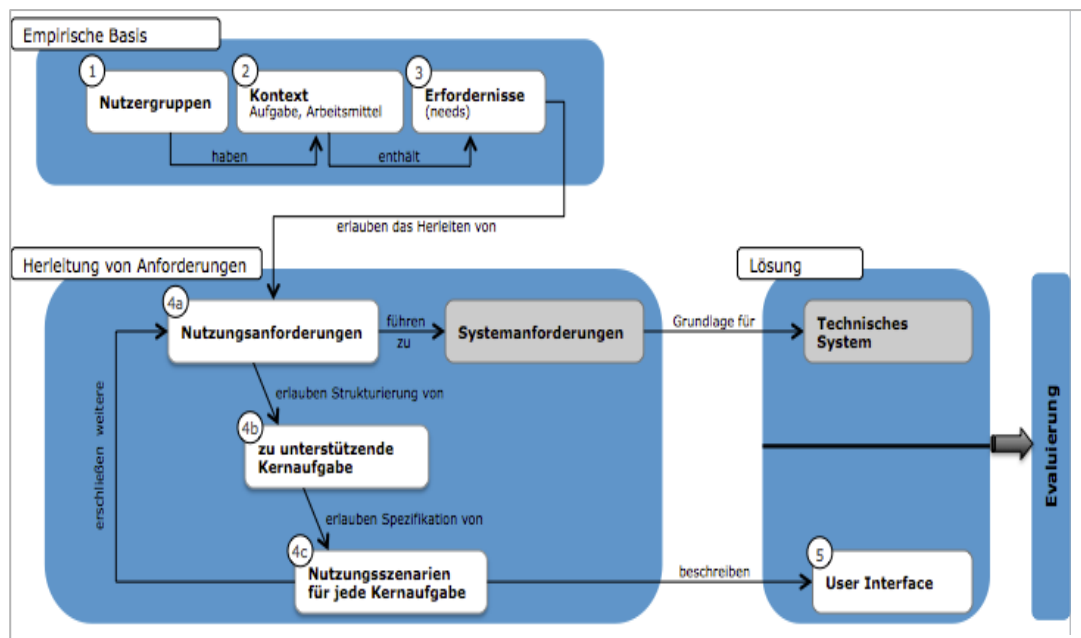 Empirische Basis
1
Nutzergruppen
2
Kontext
Aufgabe, Arbeitsmittel
3
Erfordernisse
(needs)
haben
enthält
erlauben das Herleiten von
Herleitung von Anforderungen
Lösung
4a
Nutzungsanforderungen
führen
zu
Systemanforderungen
Grundlage für
Technisches
System
erlauben Strukturierung von
4b
zu unterstützende
Kernaufgabe
erschließen weitere
erlauben Spezifikation von
4c
Nutzungsszenarien
für jede Kernaufgabe
beschreiben
5
User Interface
Evaluierung